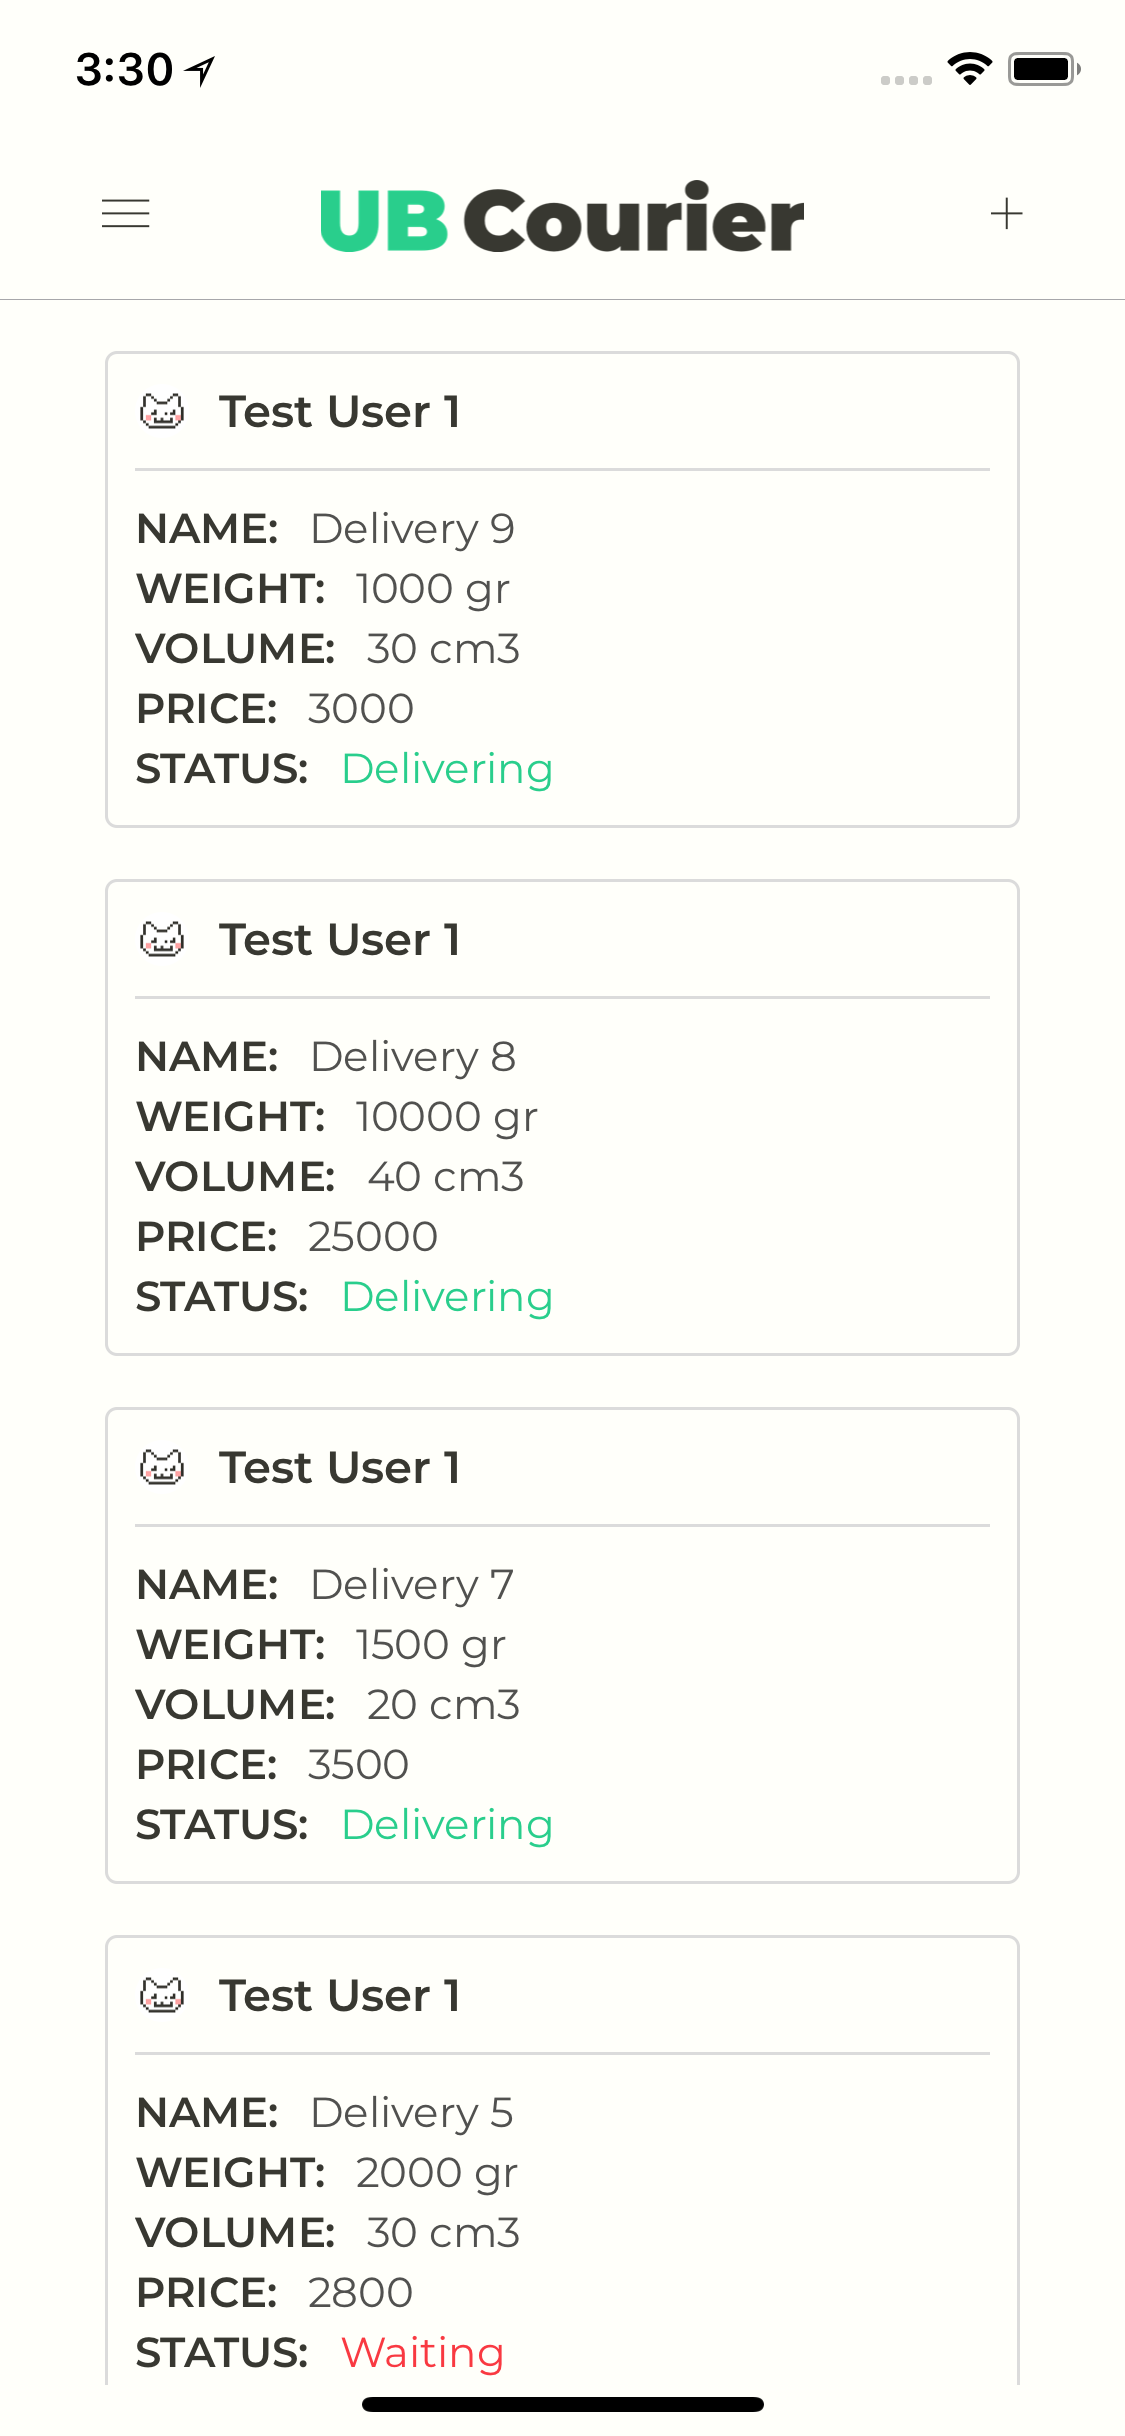 3:30
UB Courier
Test User 1
NAME: Delivery 9
WEIGHT: 1000 gr
VOLUME: 30 cm3
PRICE: 3000
STATUS: Delivering
Test User 1
NAME: Delivery 8
WEIGHT: 10000 gr
VOLUME: 40 cm3
PRICE: 25000
STATUS: Delivering
Test User 1
NAME: Delivery 7
WEIGHT: 1500 gr
VOLUME: 20 cm3
PRICE: 3500
STATUS: Delivering
Test User 1
NAME: Delivery 5
WEIGHT: 2000 gr
VOLUME: 30 cm3
PRICE: 2800
STATUS: Waiting